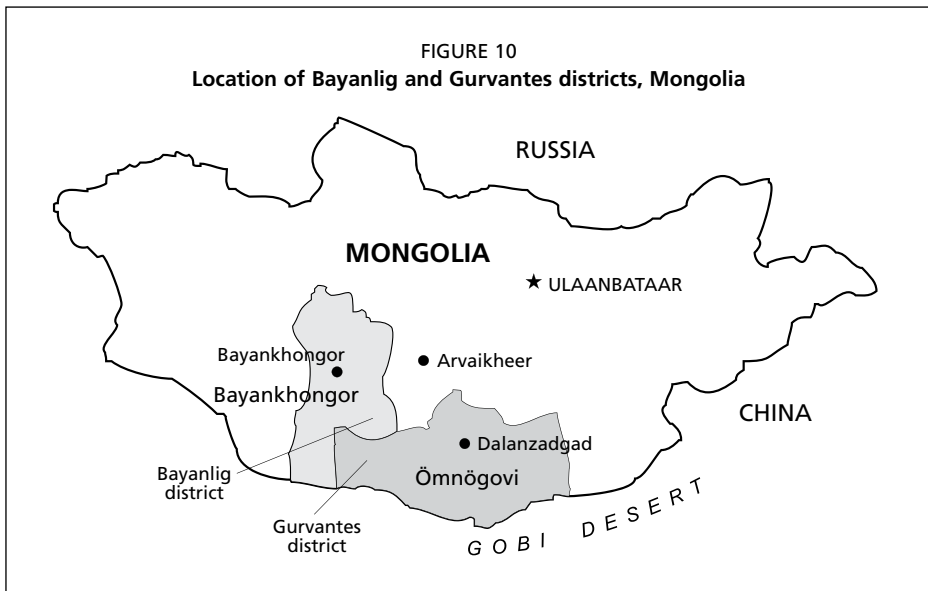 FIGURE 10
Location of Bayanlig and Gurvantes districts, Mongolia
RUSSIA
MONGOLIA
ULAANBATAAR
Bayankhongor
Arvaikheer
Bayankhongor
CHINA
Dalanzadgad
Bayanlig
district
Ömnögovi
Gurvantes
district
GOBI DESERT